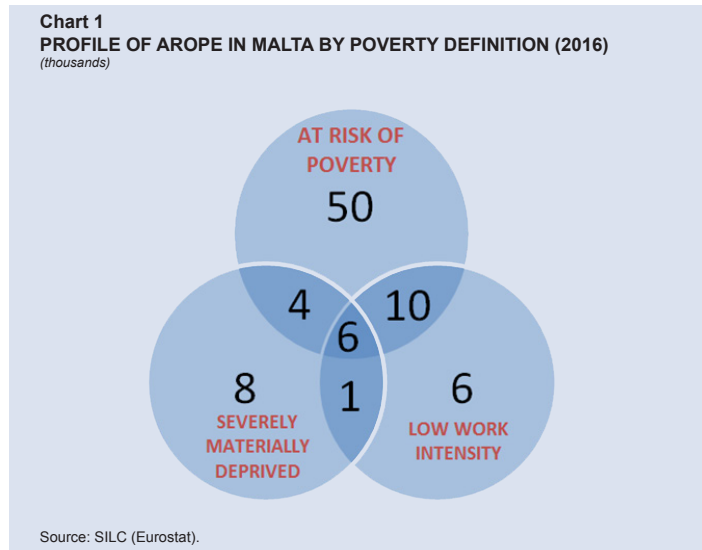 Chart 1
PROFILE OF AROPE IN MALTA BY POVERTY DEFINITION (2016)
(thousands)
AT RISK OF
POVERTY
50
4
10
6
8
1
6
SEVERELY
MATERIALLY
DEPRIVED
LOW WORK
INTENSITY
Source: SILC (Eurostat).